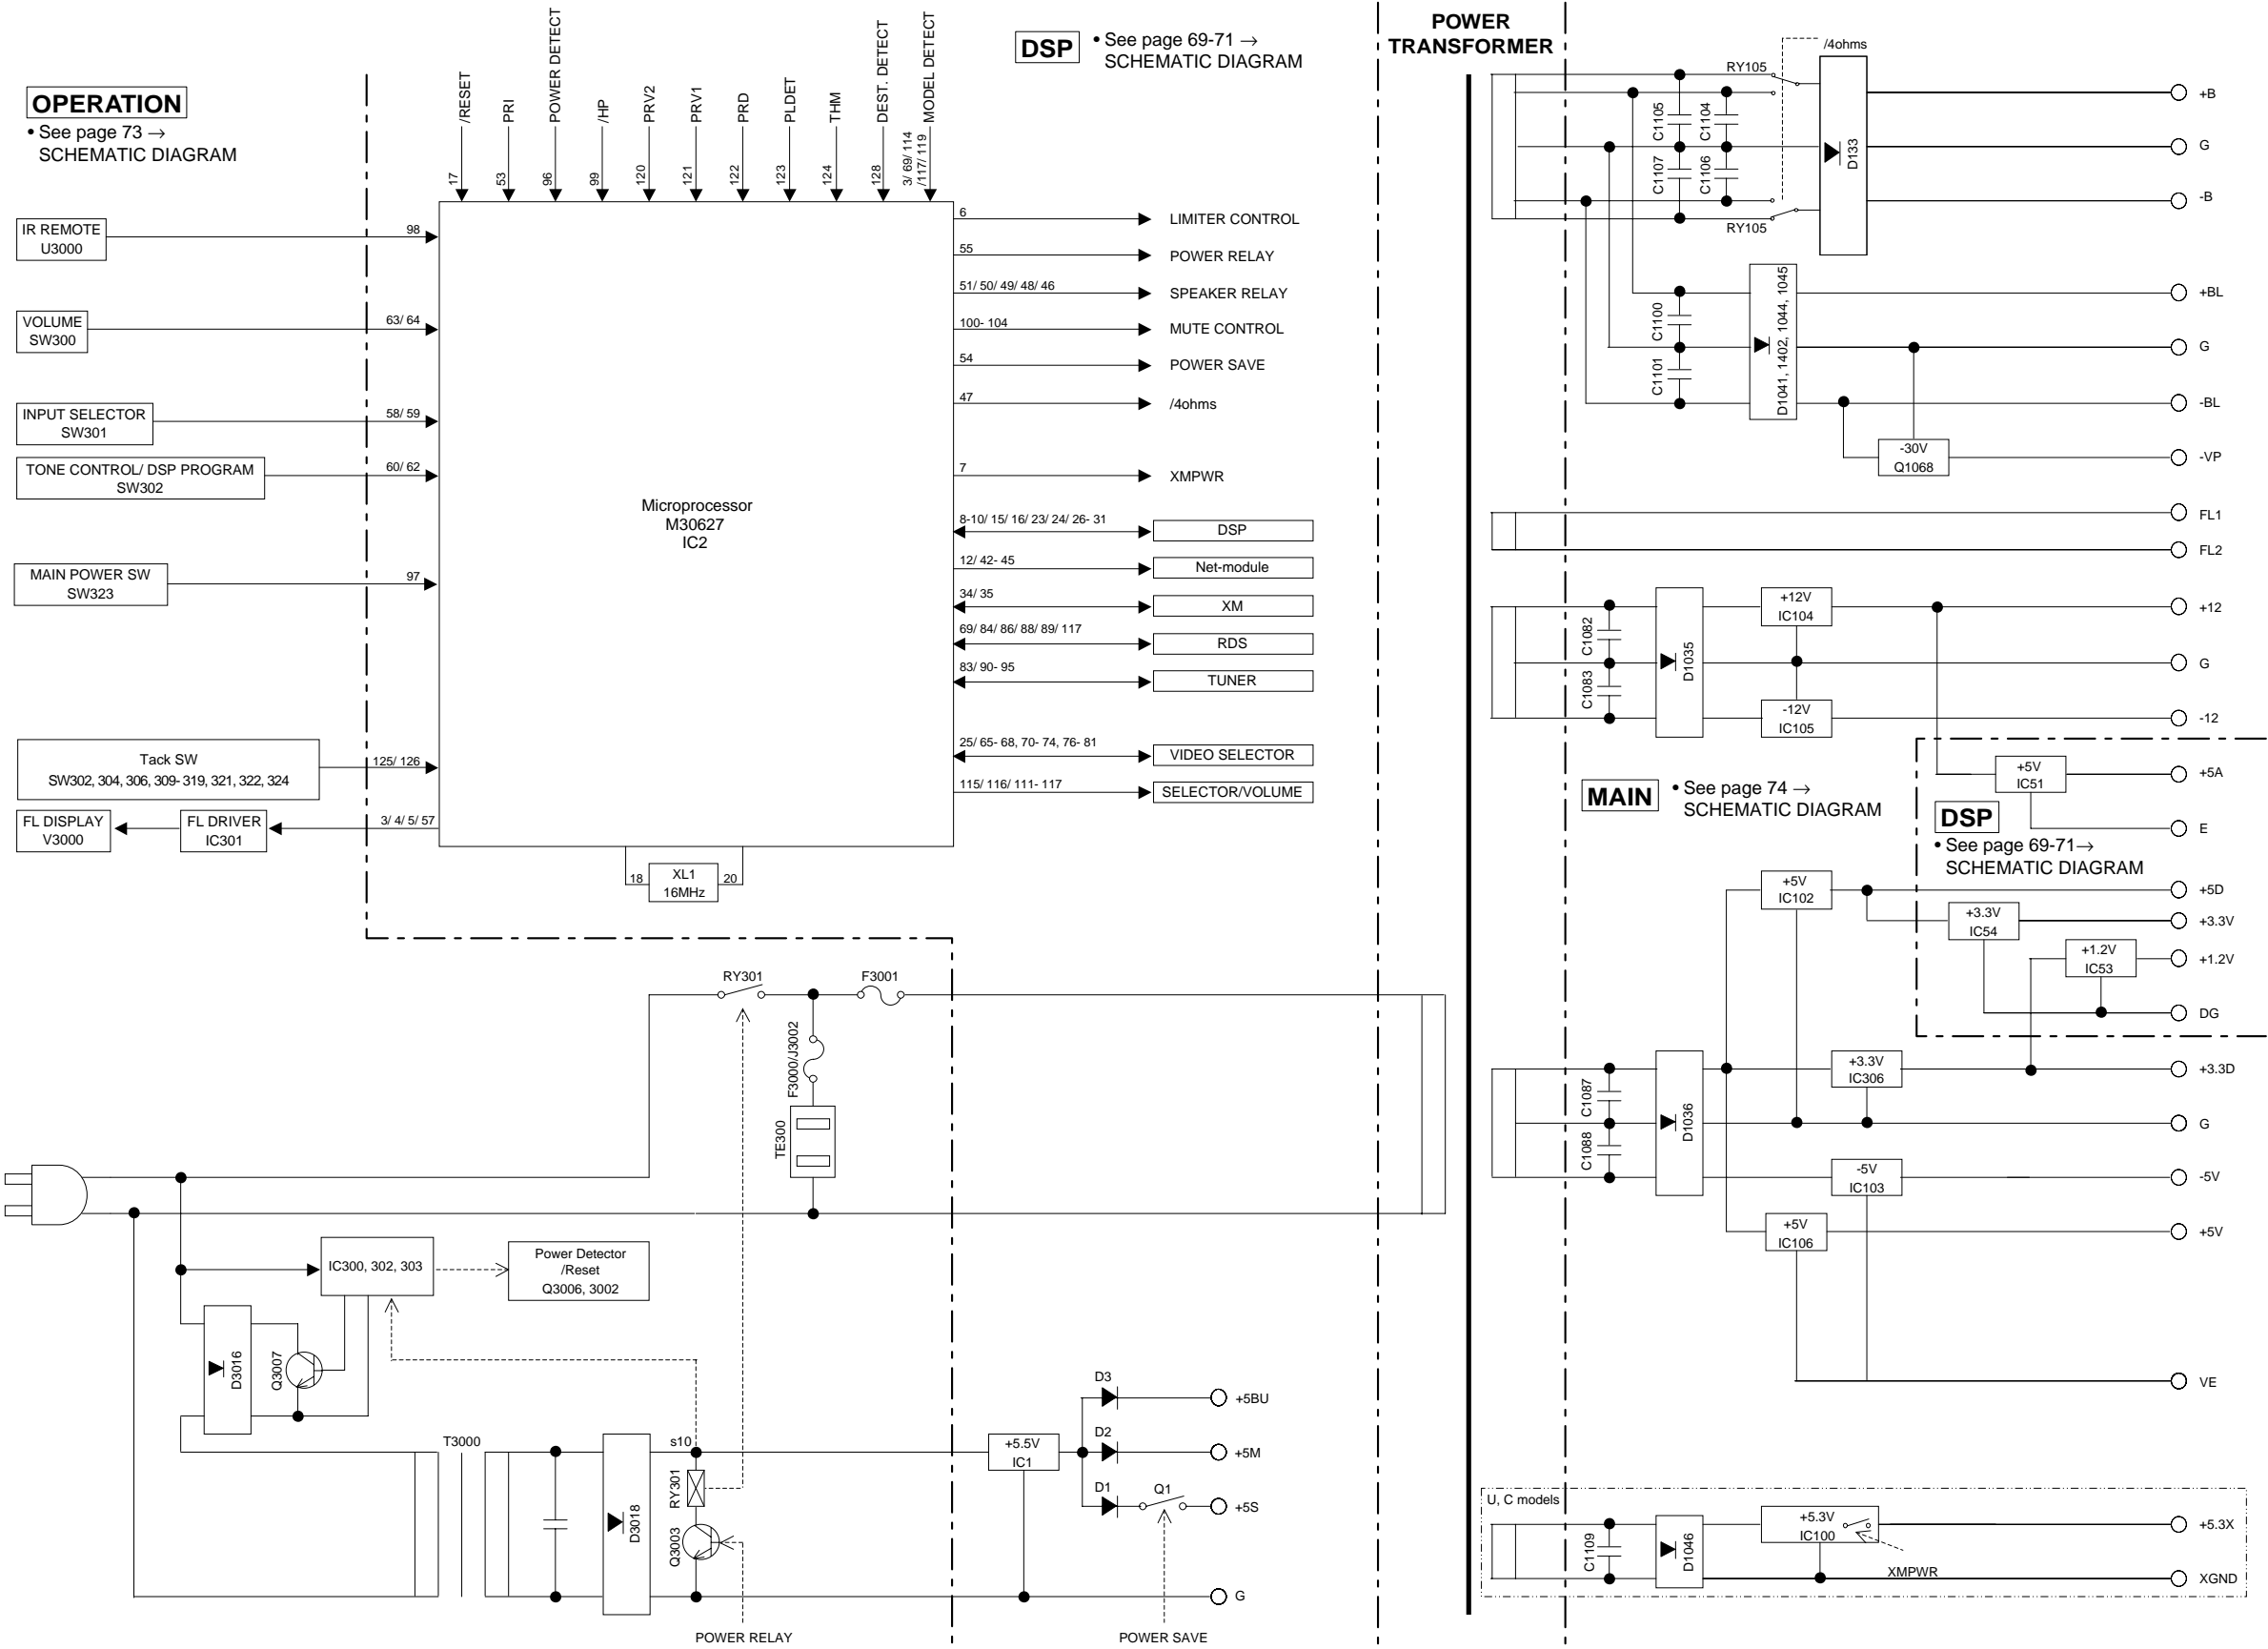 OPERATION
• See page 73 →
SCHEMATIC DIAGRAM
/RESET
PRI
POWER DETECT
/HP
PRV2
PRV1
PRD
PLDET
THM
DEST. DETECT
MODEL DETECT
17
53
96
99
120
121
122
123
124
128
3/ 69/ 114
/117/ 119
DSP
• See page 69-71 →
SCHEMATIC DIAGRAM
IR REMOTE
U3000
98
VOLUME
SW300
63/ 64
INPUT SELECTOR
SW301
58/ 59
TONE CONTROL/ DSP PROGRAM
SW302
60/ 62
MAIN POWER SW
SW323
97
Tack SW
SW302, 304, 306, 309- 319, 321, 322, 324
125/ 126
FL DISPLAY
V3000
FL DRIVER
IC301
3/ 4/ 5/ 57
Microprocessor
M30627
IC2
18
XL1
16MHz
20
6
LIMITER CONTROL
55
POWER RELAY
51/ 50/ 49/ 48/ 46
SPEAKER RELAY
100- 104
MUTE CONTROL
54
POWER SAVE
47
/4ohms
7
XMPWR
8-10/ 15/ 16/ 23/ 24/ 26- 31
DSP
12/ 42- 45
Net-module
34/ 35
XM
69/ 84/ 86/ 88/ 89/ 117
RDS
83/ 90- 95
TUNER
25/ 65- 68, 70- 74, 76- 81
VIDEO SELECTOR
115/ 116/ 111- 117
SELECTOR/VOLUME
RY301
F3001
F3000/J3002
TE300
IC300, 302, 303
Power Detector
/Reset
Q3006, 3002
D3016
Q3007
T3000
D3018
s10
RY301
Q3003
POWER RELAY
+5.5V
IC1
D3
+5BU
D2
+5M
D1
Q1
+5S
G
POWER SAVE
POWER
TRANSFORMER
/4ohms
RY105
C1105
C1104
C1107
C1106
RY105
D133
+B
G
-B
C1100
C1101
D1041, 1402, 1044, 1045
+BL
G
-BL
-30V
Q1068
-VP
FL1
FL2
C1082
C1083
D1035
+12V
IC104
-12V
IC105
+12
G
-12
MAIN
• See page 74 →
SCHEMATIC DIAGRAM
+5V
IC51
+5A
E
DSP
• See page 69-71→
SCHEMATIC DIAGRAM
+5V
IC102
+5D
+3.3V
IC54
+3.3V
+1.2V
IC53
+1.2V
DG
C1087
C1088
D1036
+3.3V
IC306
+3.3D
G
-5V
IC103
-5V
+5V
IC106
+5V
VE
U, C models
C1109
D1046
+5.3V
IC100
XMPWR
+5.3X
XGND